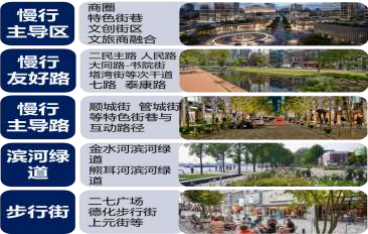 慢行
主导区
商圈
特色街巷
文创街区
文旅商融合
慢行
友好路
二民主路 人民路
大同路-书院街
塔湾街等次干道
七路 泰康路
慢行
主导路
顺城街 管城街
等特色街巷与
互动路径
滨河绿
道
金水河滨河绿
道
熊耳河滨河绿
道
步行街
二七广场
德化步行街
上元街等